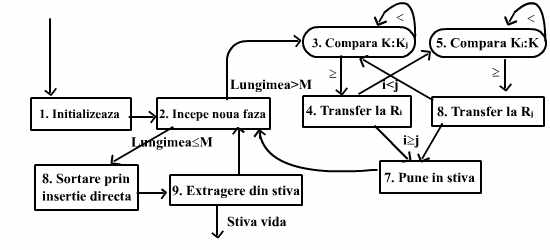 <
<
3. Compara K:Kj
5. Compara Ki:K
≥
≥
Lungimea>M
i<j
1. Initializeaza
2. Incepe noua faza
4. Transfer la Ri
8. Transfer la Rj
Lungimea≤M
i≥j
8. Sortare prin
insertie directa
9. Extragere din stiva
7. Pune in stiva
Stiva vida